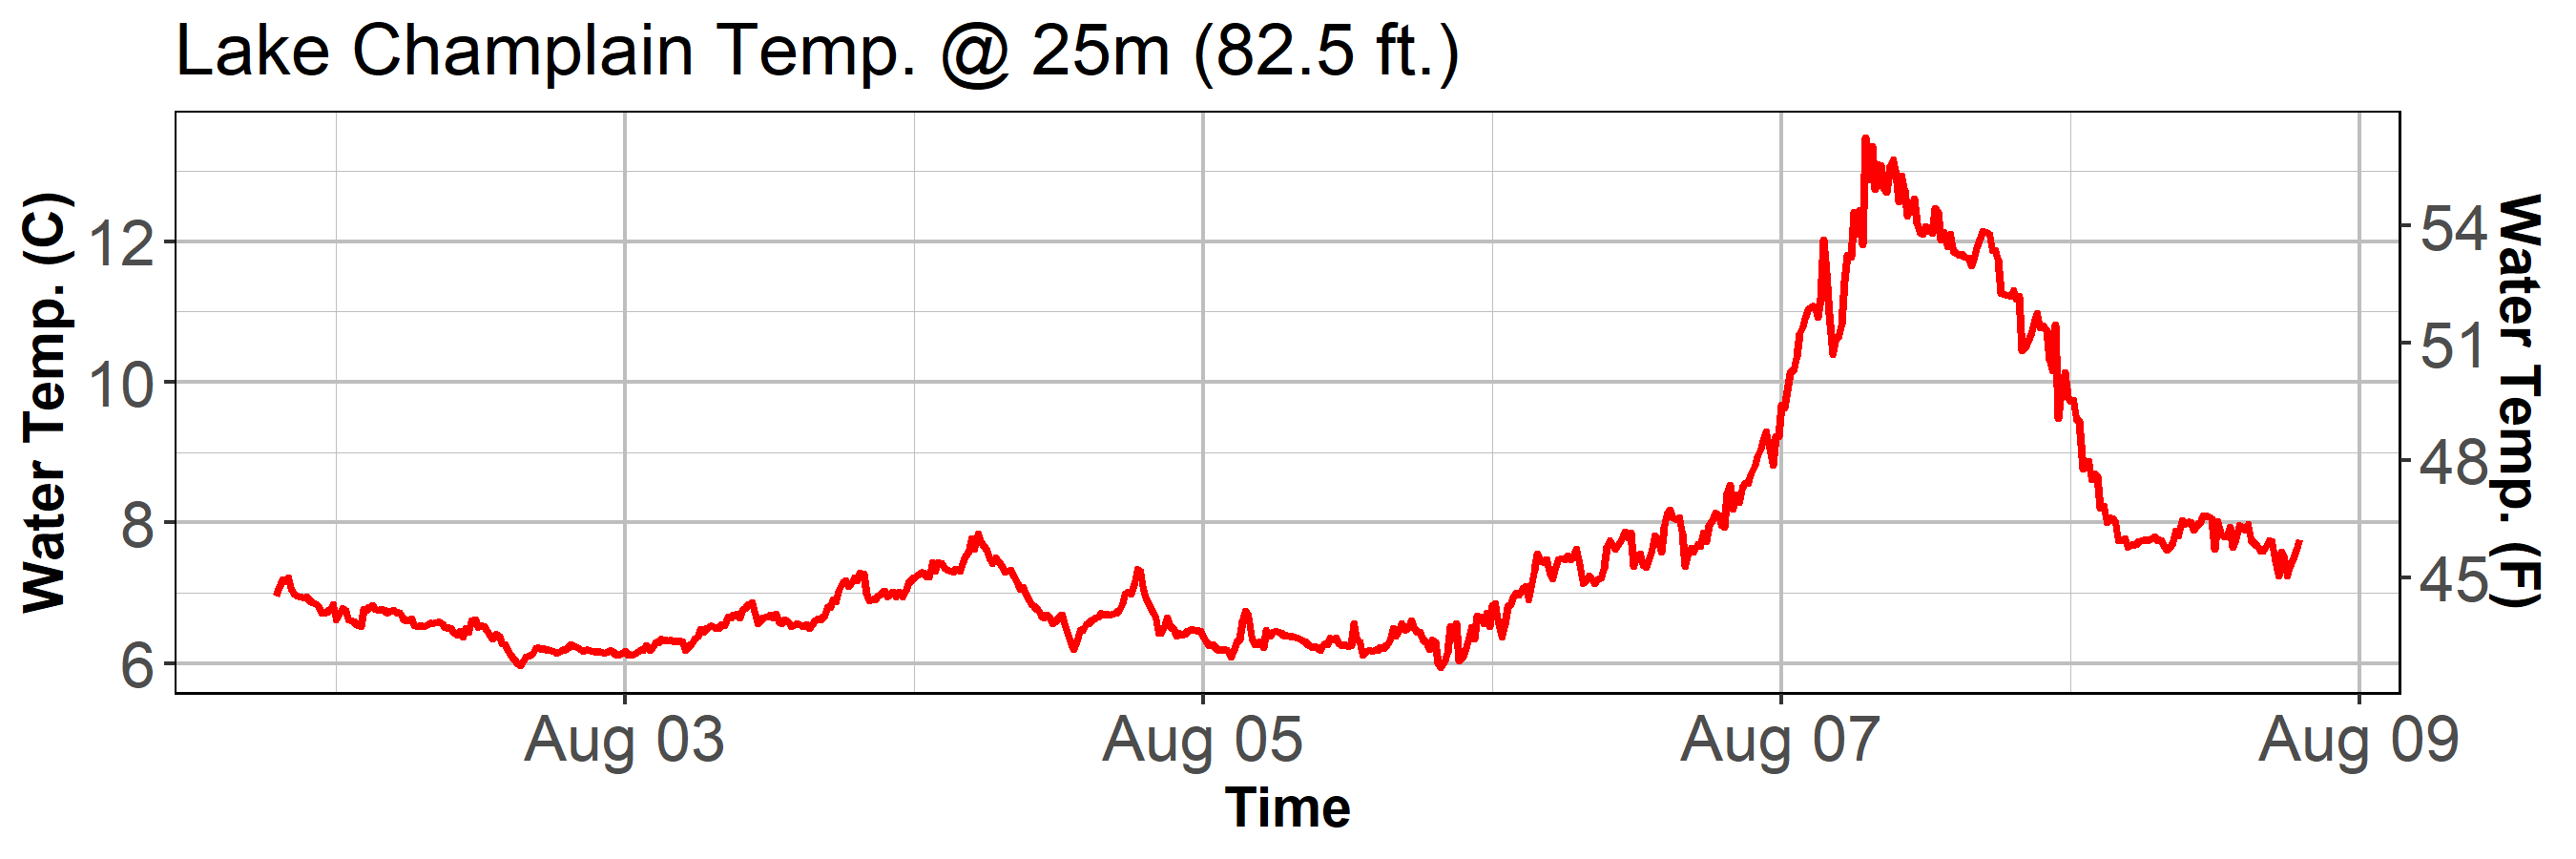 Lake Champlain Temp. @ 25m (82.5 ft.)
Water Temp. (C)
12
10
8
6
54
51
48
45
Water Temp. (F)
Aug 03 Aug 05 Aug 07 Aug 09
Time